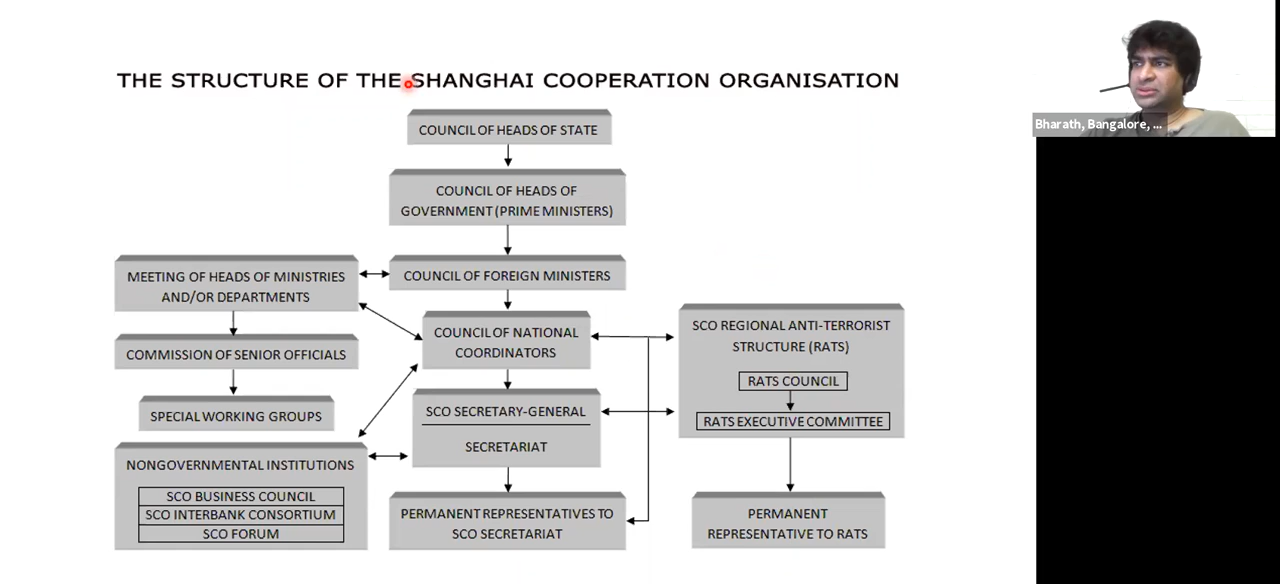 THE STRUCTURE OF THE SHANGHAI COOPERATION ORGANISATION
Bharath, Bangalore, ...
COUNCIL OF HEADS OF STATE
COUNCIL OF HEADS OF
GOVERNMENT (PRIME MINISTERS)
MEETING OF HEADS OF MINISTRIES
AND/OR DEPARTMENTS
COUNCIL OF FOREIGN MINISTERS
COMMISSION OF SENIOR OFFICIALS
COUNCIL OF NATIONAL
COORDINATORS
SCO REGIONAL ANTI-TERRORIST
STRUCTURE (RATS)
RATS COUNCIL
RATS EXECUTIVE COMMITTEE
SPECIAL WORKING GROUPS
SCO SECRETARY-GENERAL
SECRETARIAT
NONGOVERNMENTAL INSTITUTIONS
SCO BUSINESS COUNCIL
SCO INTERBANK CONSORTIUM
SCO FORUM
PERMANENT REPRESENTATIVES TO
SCO SECRETARIAT
PERMANENT
REPRESENTATIVE TO RATS